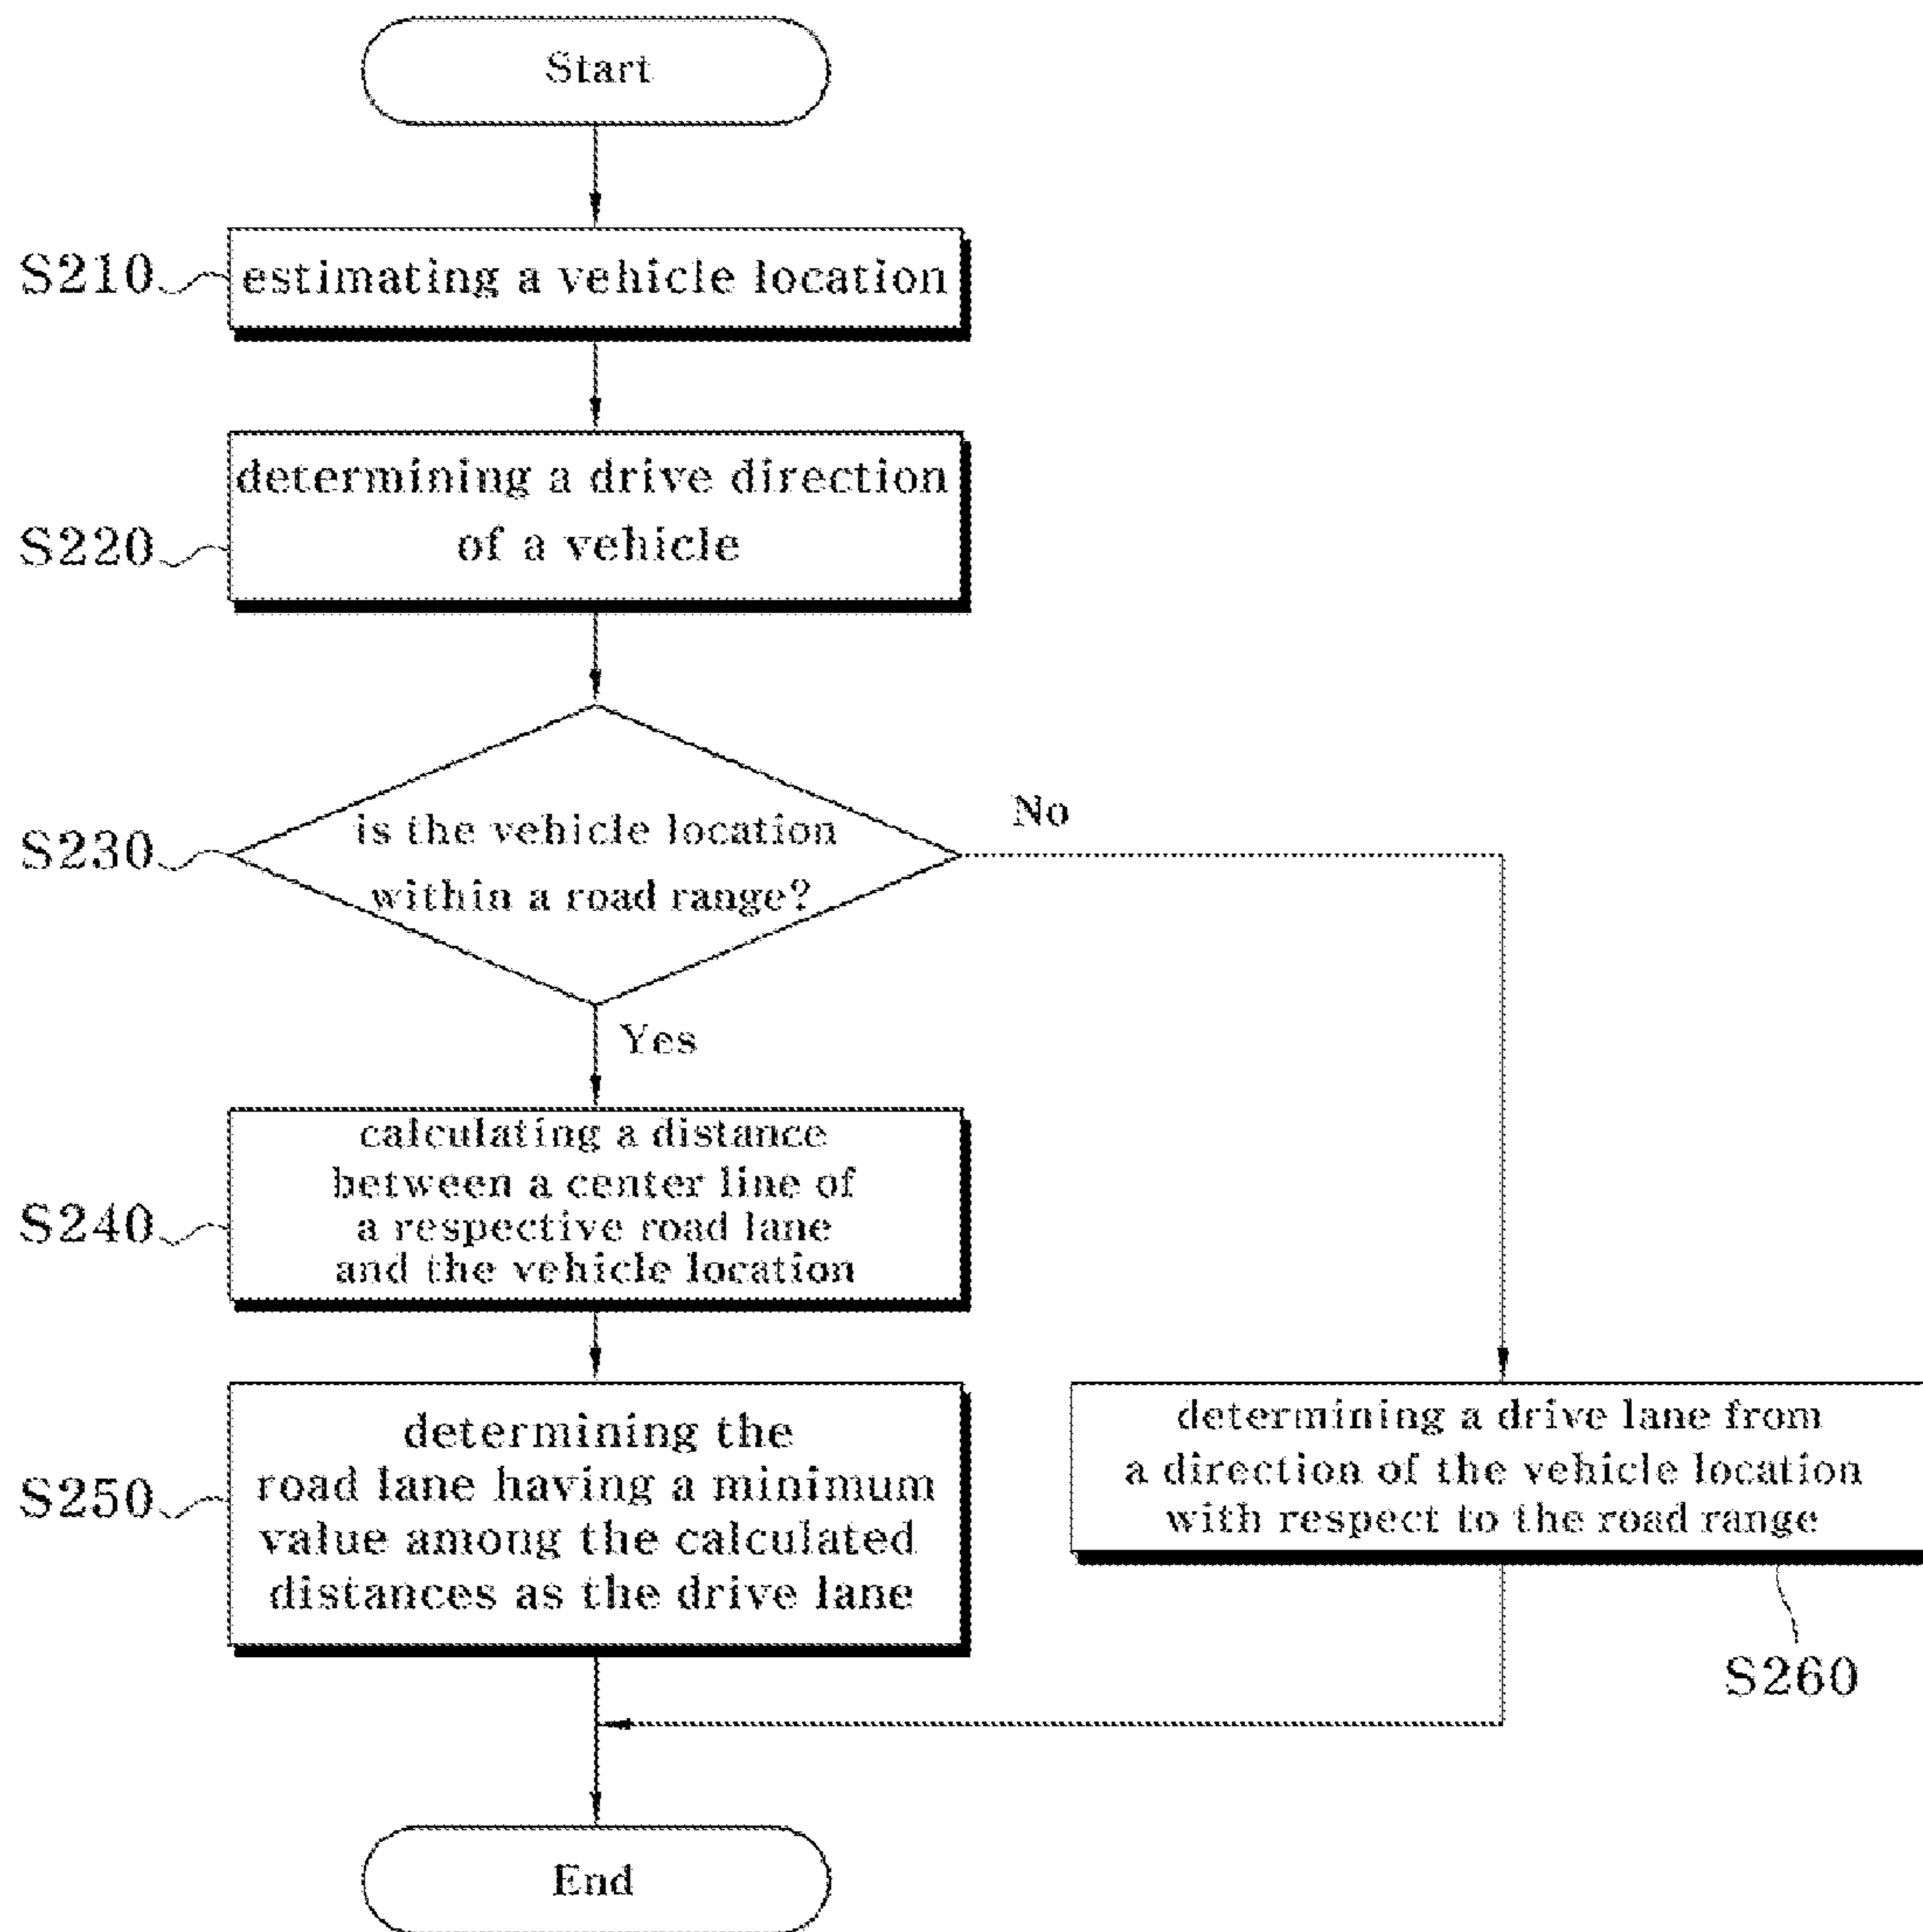 Start
S210
estimating a vehicle location
determining a drive direction
S220
of a vehicle
No
is the vehicle location
S230
within a road range?
Yes
calculating a distance
between a center line of
S240
a respective road lane
and the vehicle location
determining the
road lane having a minimum
S250
value among the calculated
distances as the drive lane
determining a drive lane from
a direction of the vehicle location
with respect to the road range
S260
End